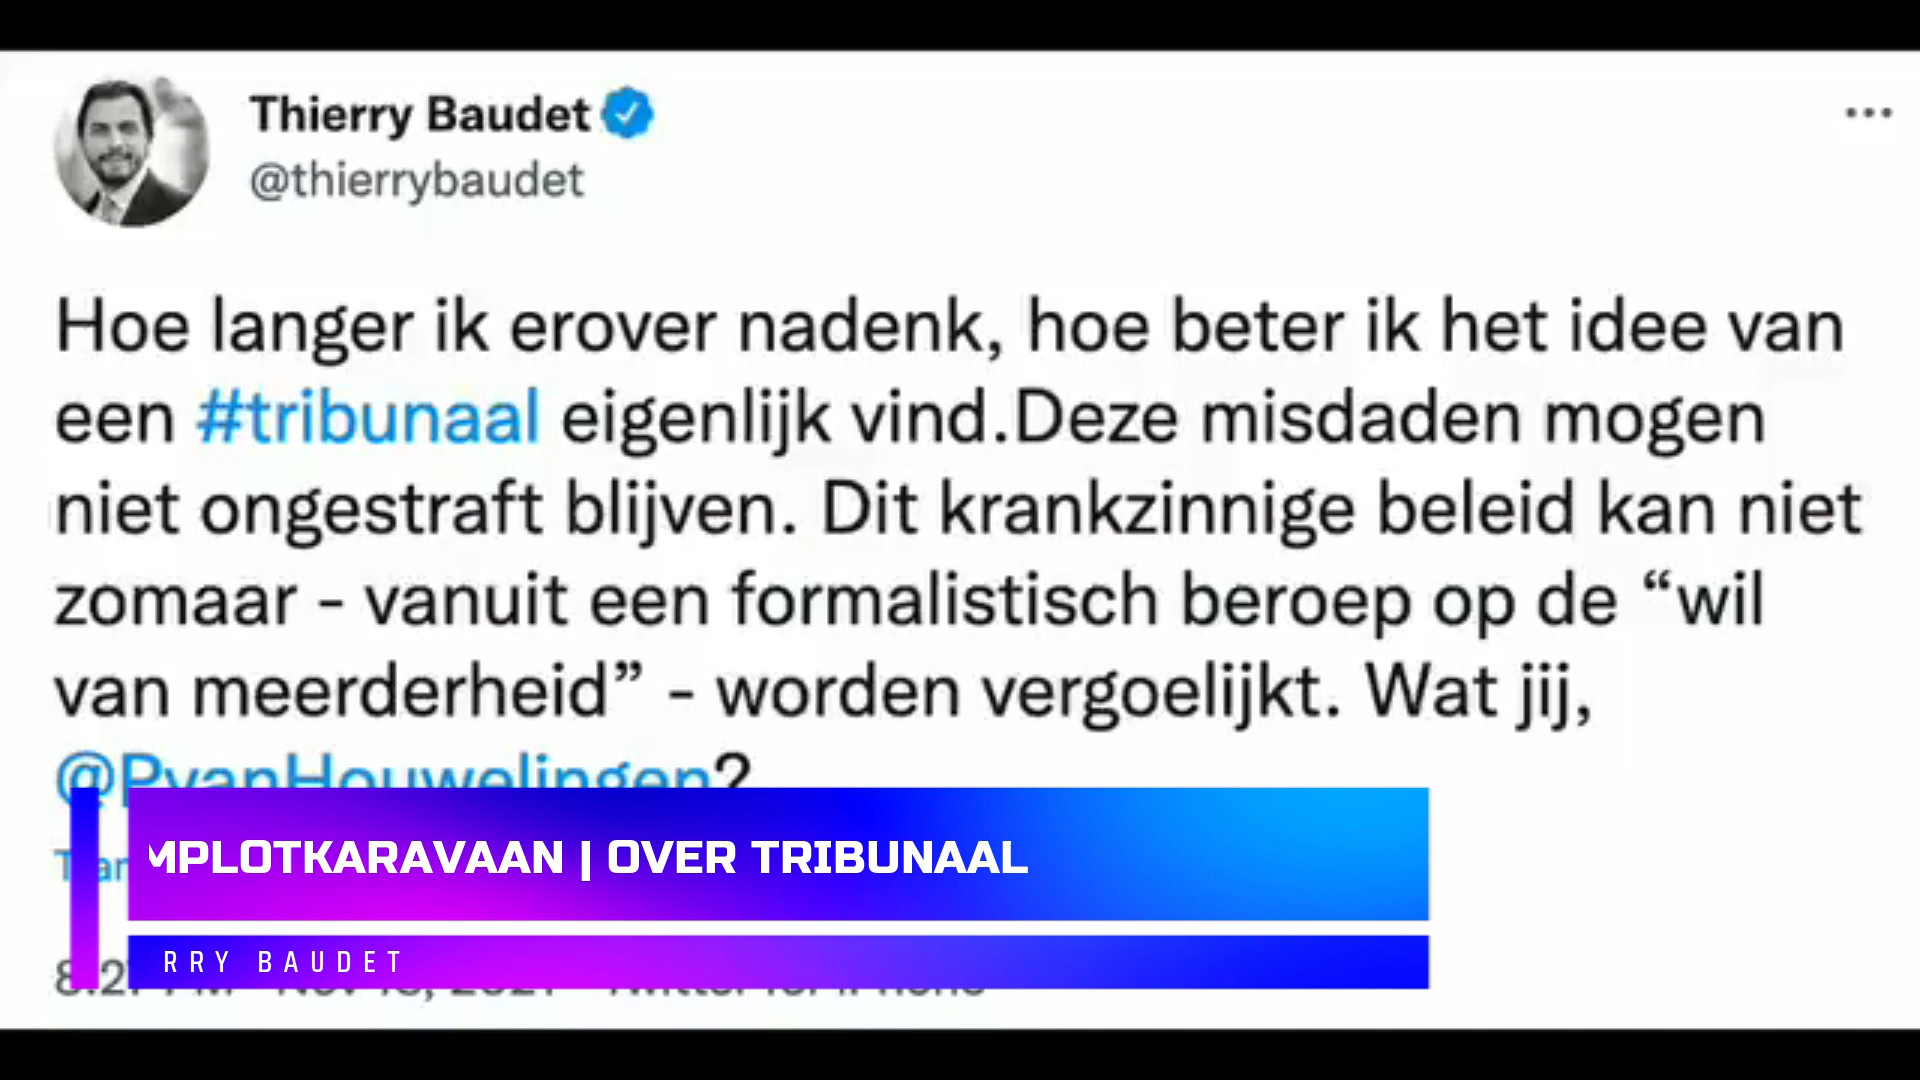 Thierry Baudet
@thierrybaudet
Hoe langer ik erover nadenk, hoe beter ik het idee van
een #tribunaal eigenlijk vind.Deze misdaden mogen
niet ongestraft blijven. Dit krankzinnige beleid kan niet
zomaar - vanuit een formalistisch beroep op de “wil
van meerderheid” - worden vergoelijkt. Wat jij,
@PvanHouwelingen?
MPLOTKARAVAAN | OVER TRIBUNAAL
RRY BAUDET